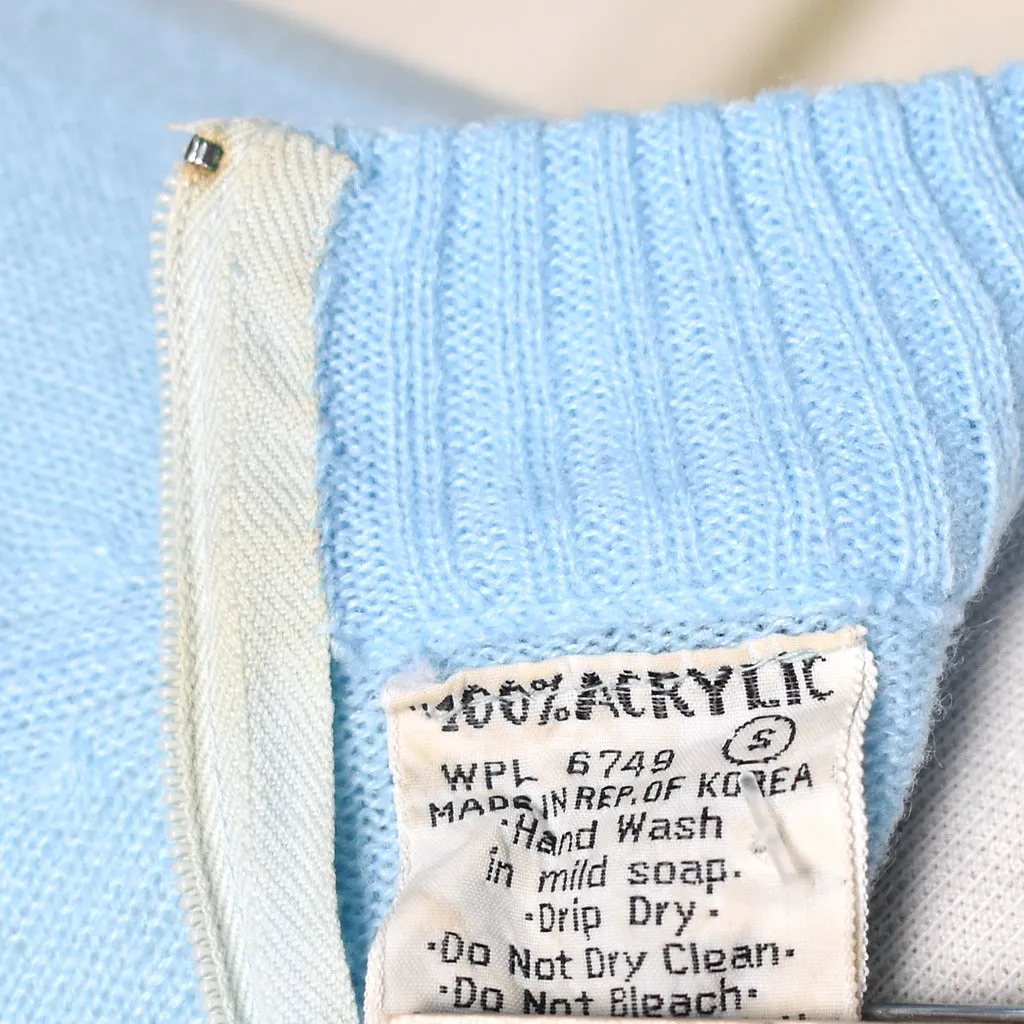 100% ACRYLIC
S
WPL 6749
MADE IN REP. OF KOREA
·Hand Wash
in mild soap.
·Drip Dry·
·Do Not Dry Clean·
·Do Not Bleach·